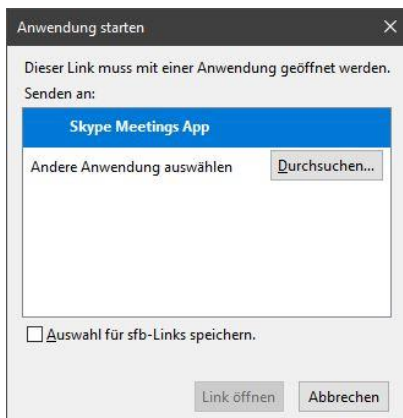 Anwendung starten
Dieser Link muss mit einer Anwendung geöffnet werden.
Senden an:
Skype Meetings App
Andere Anwendung auswählen Durchsuchen...
Auswahl für sfb-Links speichern.
Link öffnen Abbrechen